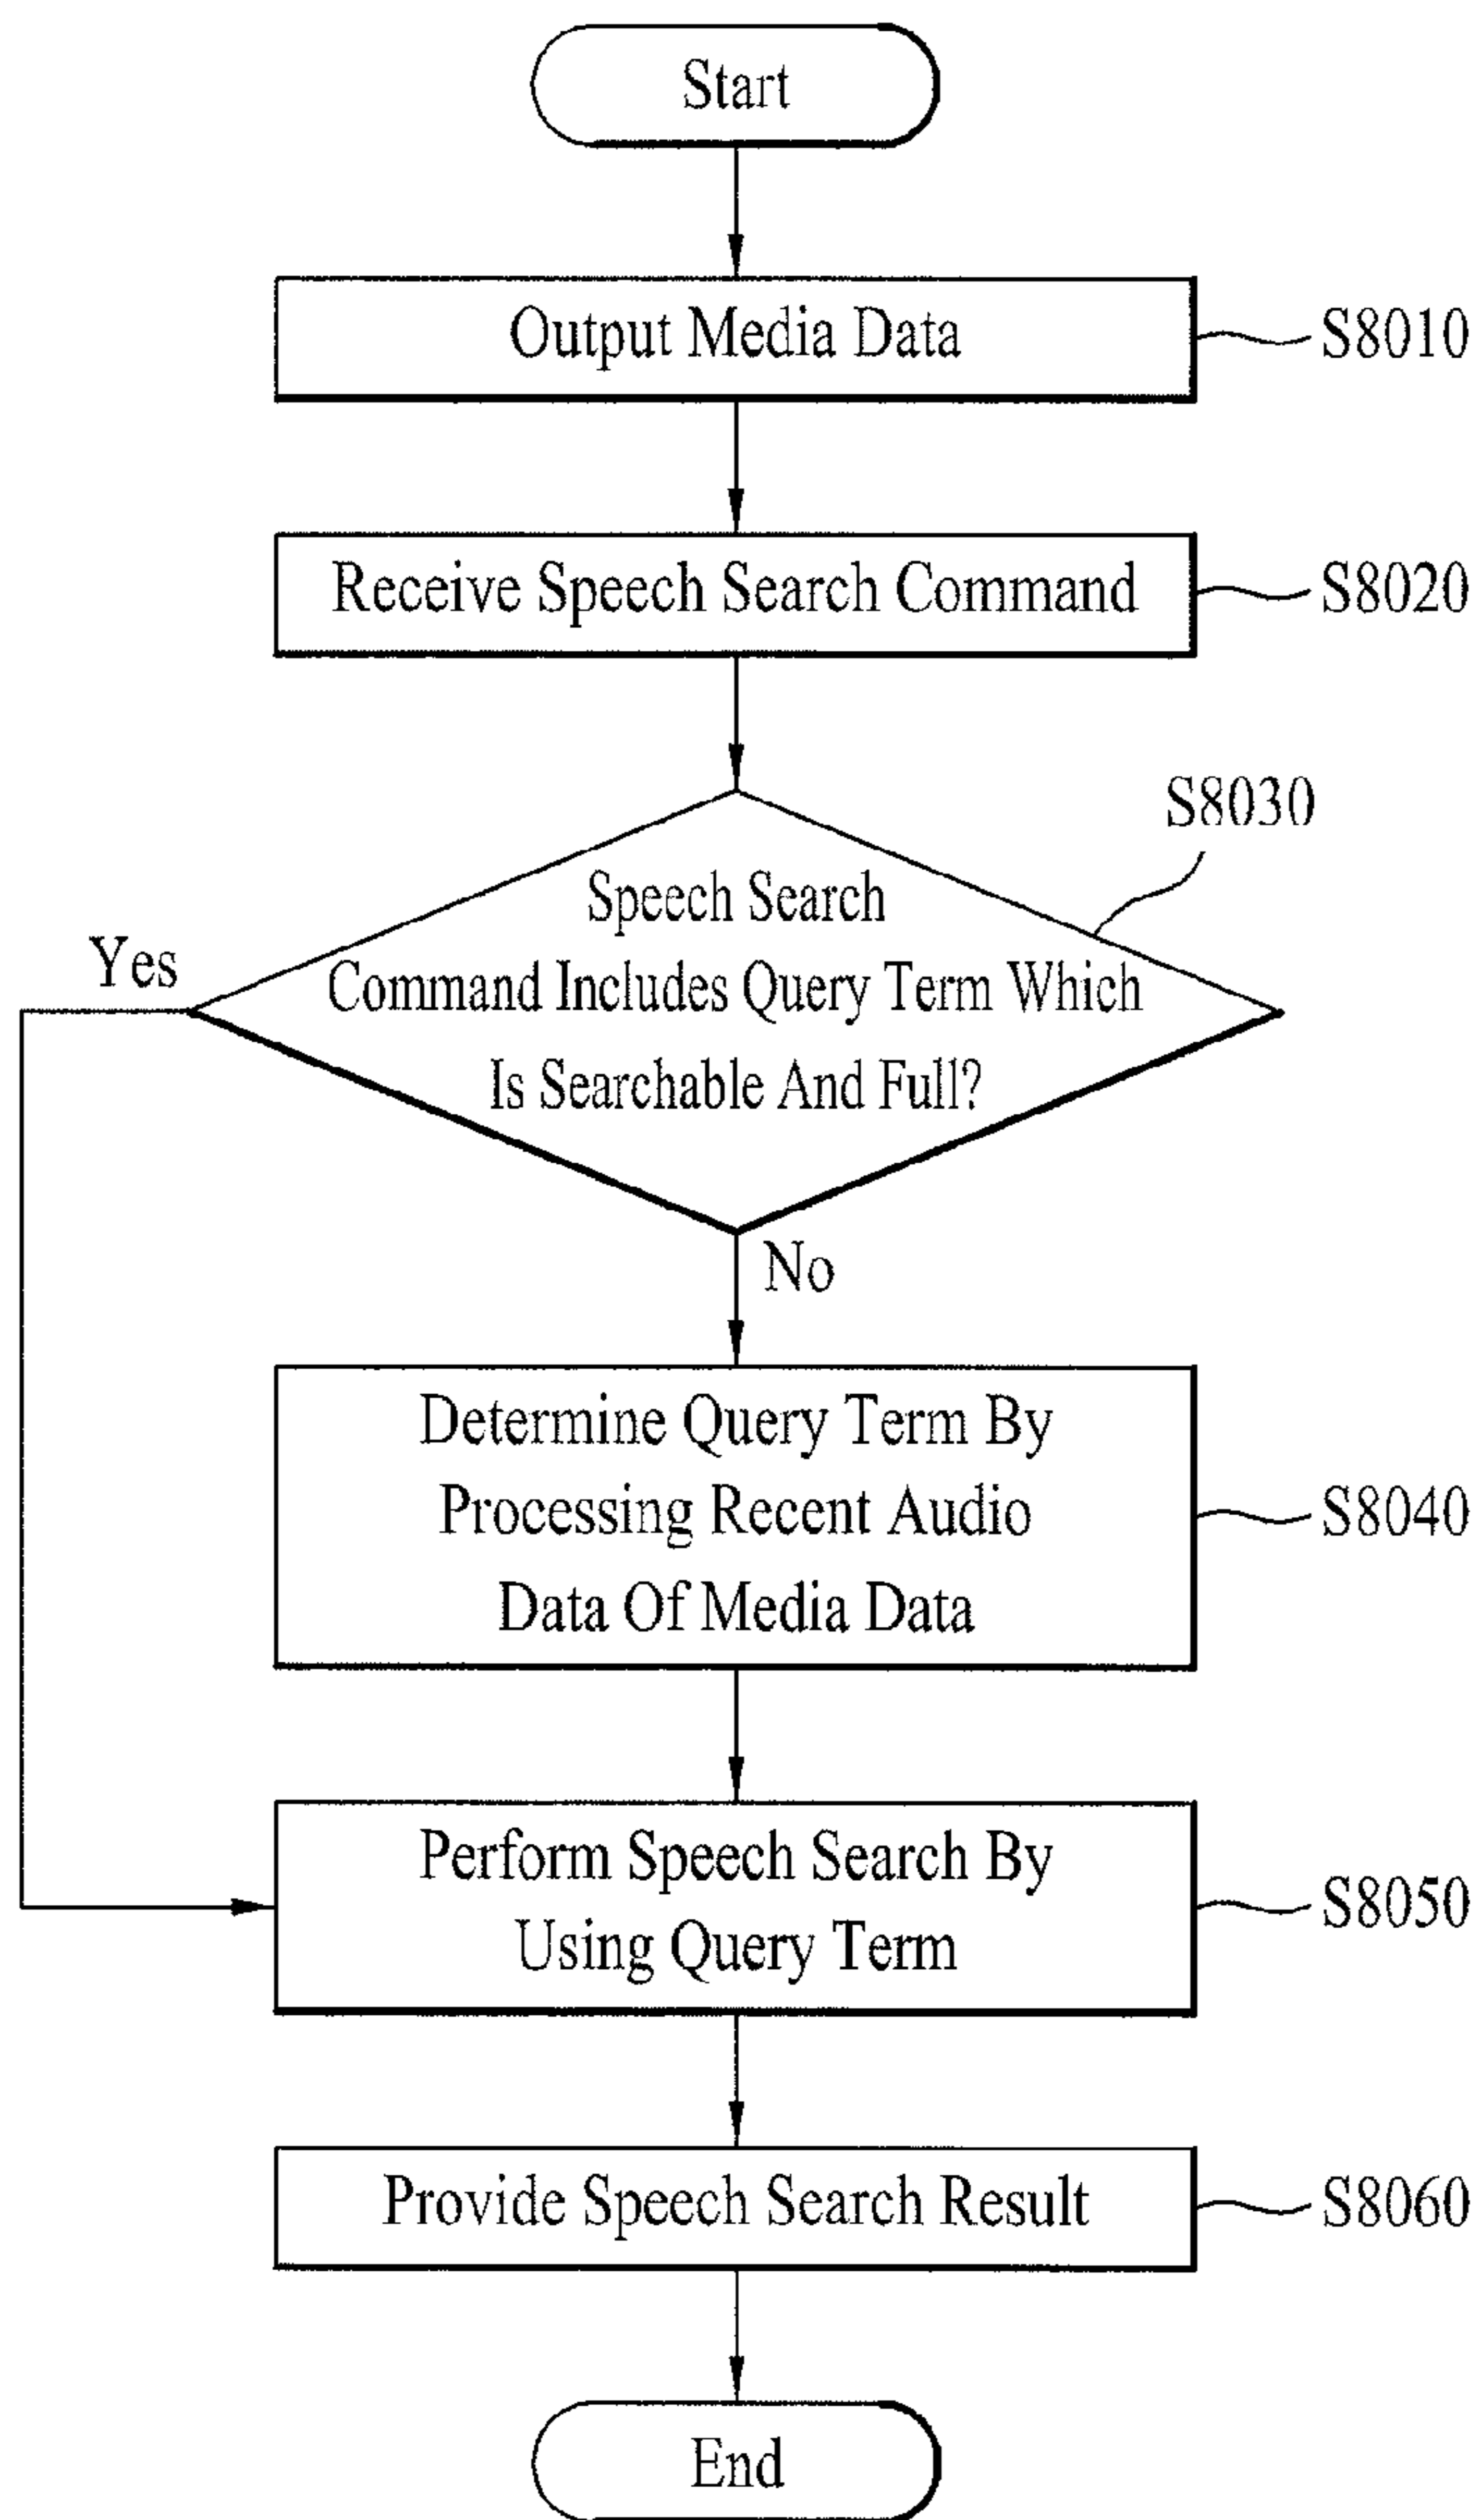 Start
Output Media Data
S8010
Receive Speech Search Command
S8020
S8030
Speech Search
Command Includes Query Term Which
Is Searchable And Full?
Yes
No
Determine Query Term By
Processing Recent Audio
Data Of Media Data
S8040
Perform Speech Search By
Using Query Term
S8050
Provide Speech Search Result
S8060
End